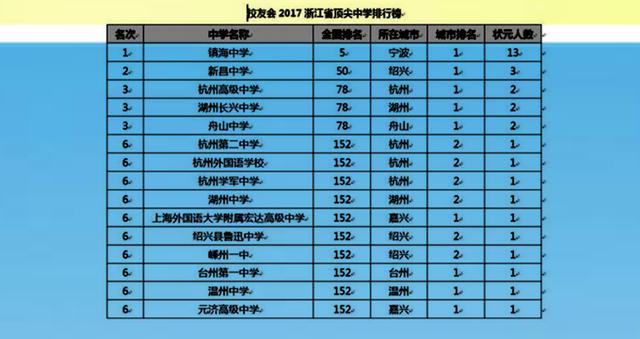 校友会 2017 浙江省顶尖中学排行榜
名次 中学名称 全国排名 所在城市 城市排名 状元人数
1 镇海中学 5 宁波 1 13
2 新昌中学 50 绍兴 1 3
3 杭州高级中学 78 杭州 1 2
3 湖州长兴中学 78 湖州 1 2
3 舟山中学 78 舟山 1 2
6 杭州第二中学 152 杭州 2 1
6 杭州外国语学校 152 杭州 2 1
6 杭州学军中学 152 杭州 2 1
6 湖州中学 152 湖州 2 1
6 上海外国语大学附属宏达高级中学 152 嘉兴 1 1
6 绍兴县鲁迅中学 152 绍兴 2 1
6 嵊州一中 152 绍兴 2 1
6 台州第一中学 152 台州 1 1
6 温州中学 152 温州 1 1
6 元济高级中学 152 嘉兴 1 1